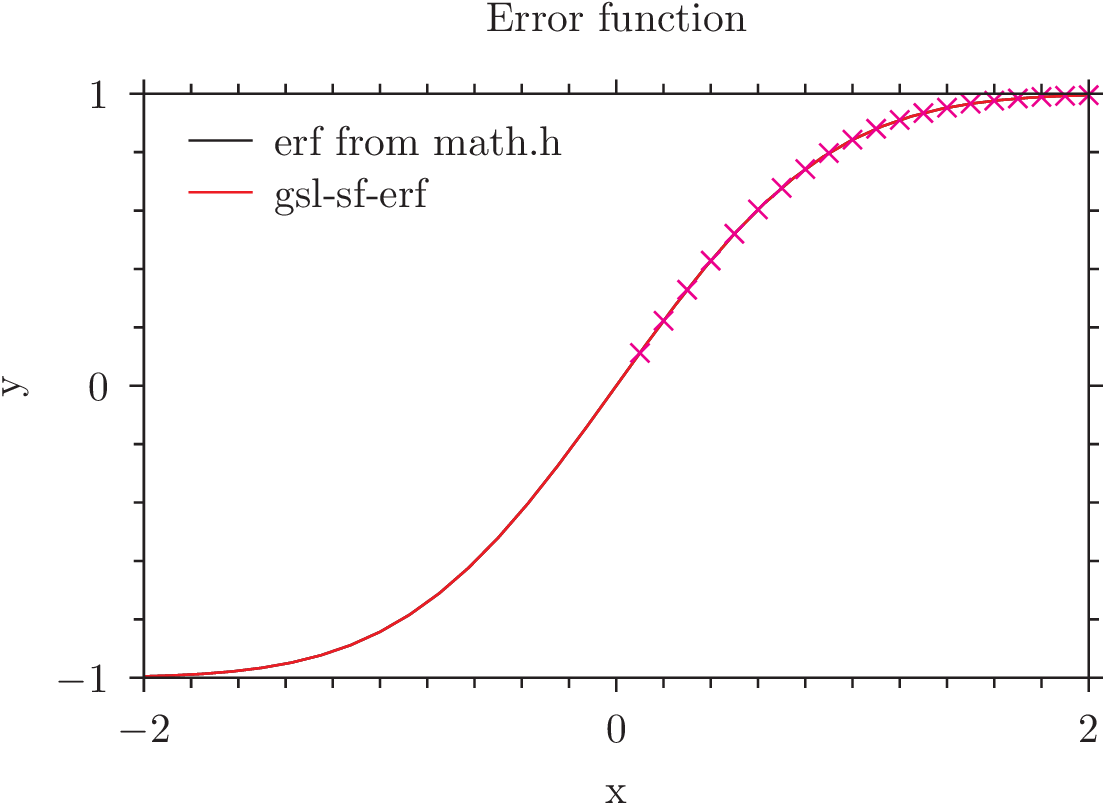 Error function
1
erf from math.h
gsl-sf-erf
y
0
−1
−2
0
2
x